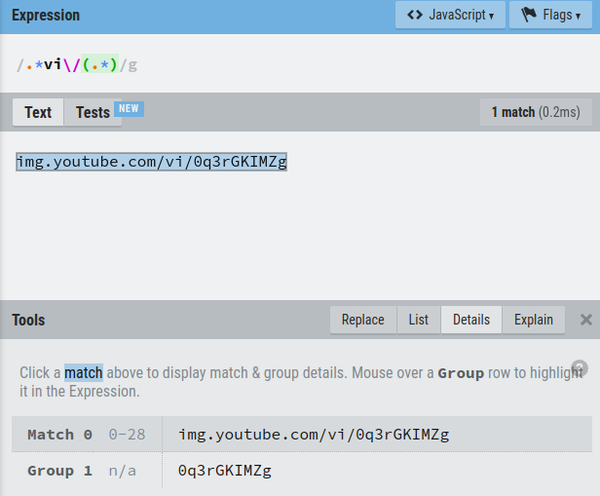 Expression
<> JavaScript ▾
Flags ▾
/.*vi\/(.*)/g
Text
Tests
NEW
1 match (0.2ms)
img.youtube.com/vi/0q3rGKIMZg
Tools
Replace
List
Details
Explain
×
?
Click a match above to display match & group details. Mouse over a Group row to highlight
it in the Expression.
Match 0 0-28 img.youtube.com/vi/0q3rGKIMZg
Group 1 n/a 0q3rGKIMZg